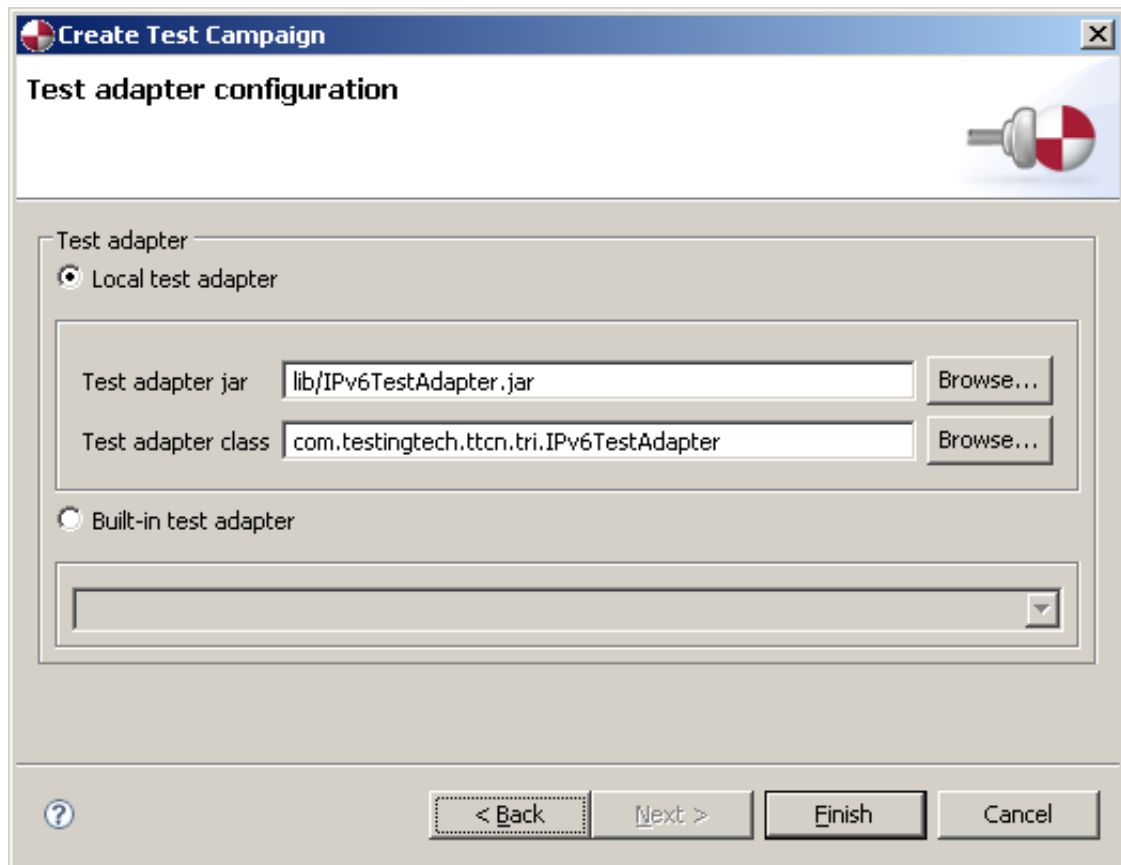 Create Test Campaign
Test adapter configuration
Test adapter
Local test adapter
Test adapter jar lib/IPv6TestAdapter.jar Browse...
Test adapter class com.testingtech.ttcn.tri.IPv6TestAdapter Browse...
Built-in test adapter
? < Back Next > Finish Cancel